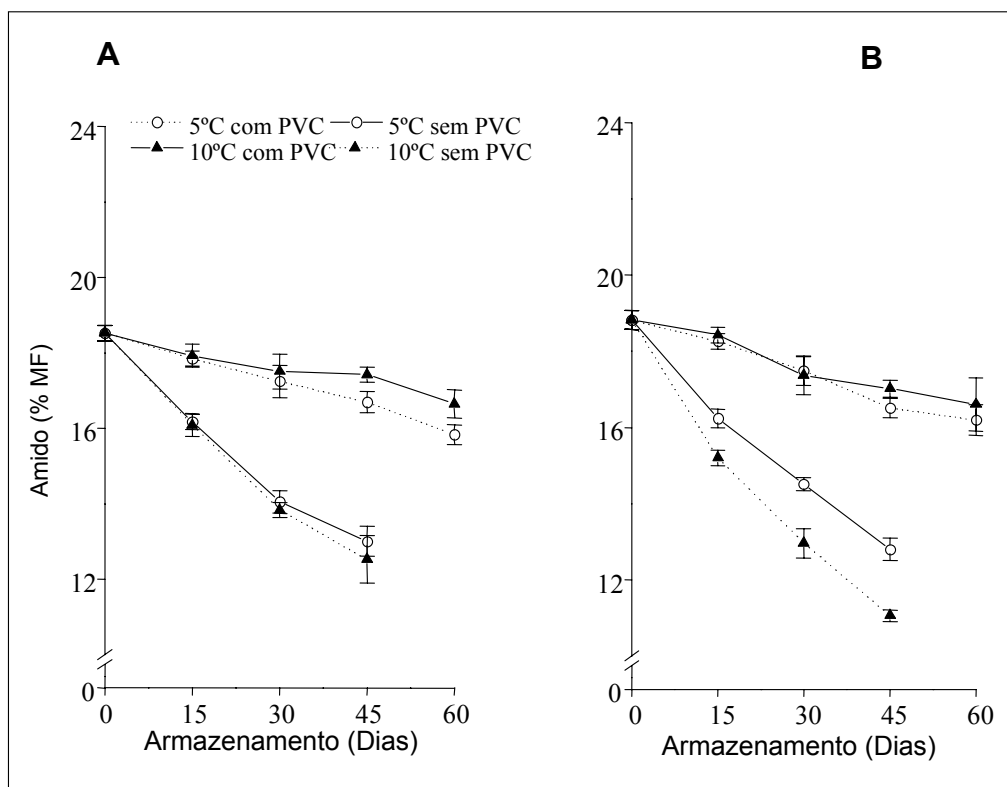 A
B
5ºC com PVC 5ºC sem PVC
10ºC com PVC 10ºC sem PVC
24
20
16
12
0
Amido (% MF)
0 15 30 45 60
Armazenamento (Dias)
24
20
16
12
0
0 15 30 45 60
Armazenamento (Dias)